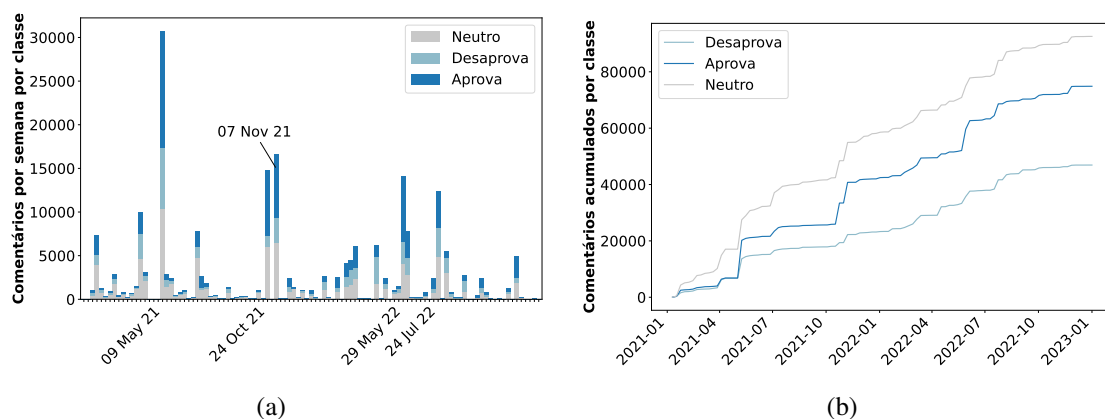 Comentários por semana por classe
30000
25000
20000
15000
10000
5000
0
Neutro
Desaprova
Aprova
07 Nov 21
09 May 21
24 Oct 21
29 May 22
24 Jul 22
(a)
Comentários acumulados por classe
80000
60000
40000
20000
0
Desaprova
Aprova
Neutro
2021-01
2021-04
2021-07
2021-10
2022-01
2022-04
2022-07
2022-10
2023-01
(b)